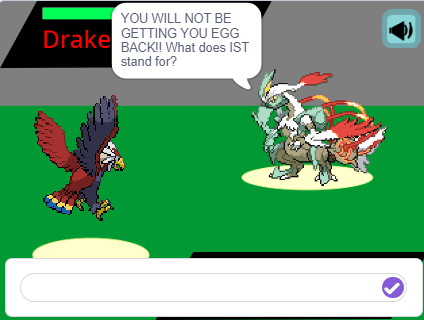 Drake
YOU WILL NOT BE
GETTING YOU EGG
BACK!! What does IST
stand for?